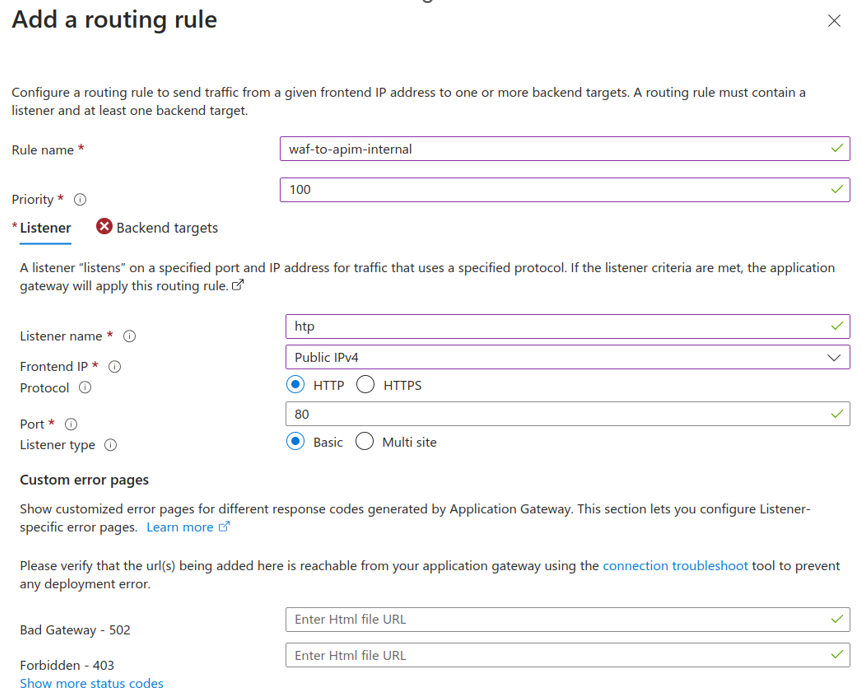 Add a routing rule
Configure a routing rule to send traffic from a given frontend IP address to one or more backend targets. A routing rule must contain a
listener and at least one backend target.
Rule name *
waf-to-apim-internal
Priority *
100
* Listener
Backend targets
A listener “listens” on a specified port and IP address for traffic that uses a specified protocol. If the listener criteria are met, the application
gateway will apply this routing rule.
Listener name *
htp
Frontend IP *
Public IPv4
Protocol
HTTP
HTTPS
Port *
80
Listener type
Basic
Multi site
Custom error pages
Show customized error pages for different response codes generated by Application Gateway. This section lets you configure Listener-
specific error pages. Learn more
Please verify that the url(s) being added here is reachable from your application gateway using the connection troubleshoot tool to prevent
any deployment error.
Bad Gateway - 502
Enter Html file URL
Forbidden - 403
Enter Html file URL
Show more status codes